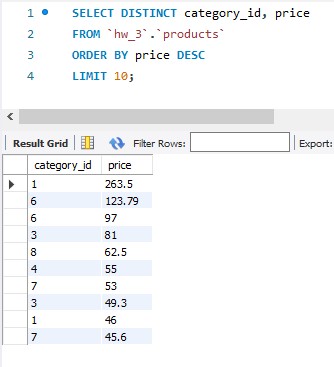 1 SELECT DISTINCT category_id, price
2 FROM `hw_3`.`products`
3 ORDER BY price DESC
4 LIMIT 10;
Result Grid Filter Rows: Export:
category_id price
1 263.5
6 123.79
6 97
3 81
8 62.5
4 55
7 53
3 49.3
1 46
7 45.6